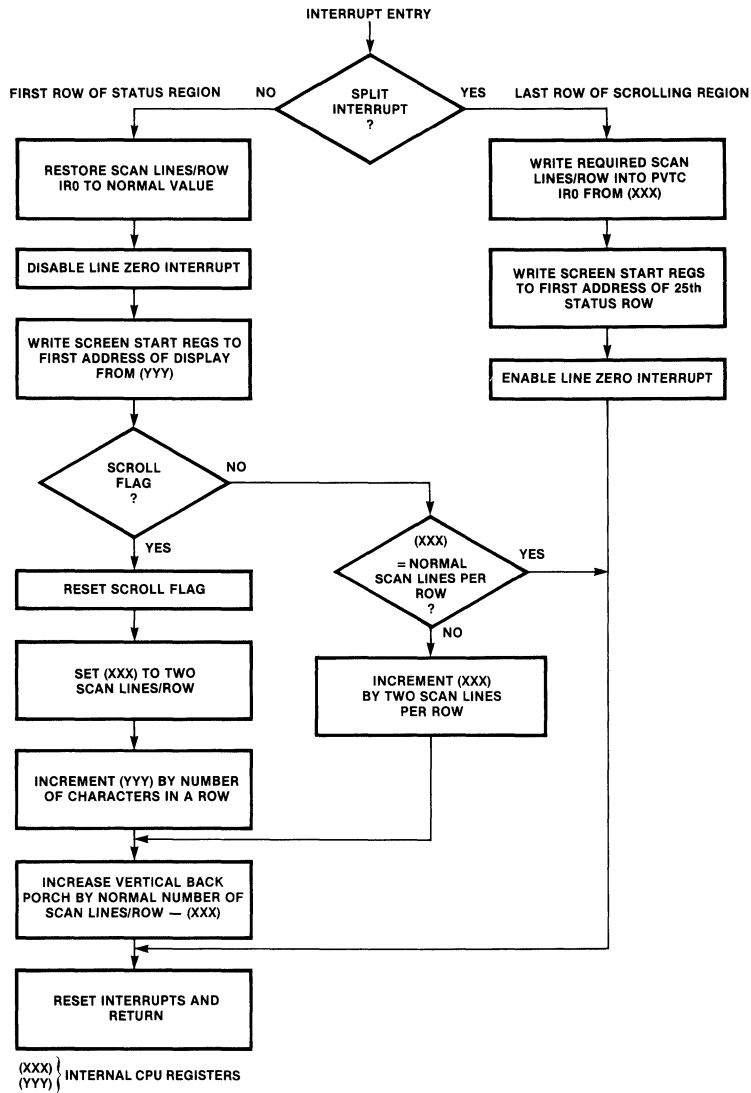 INTERRUPT ENTRY
FIRST ROW OF STATUS REGION
NO
SPLIT
INTERRUPT
?
YES
LAST ROW OF SCROLLING REGION
RESTORE SCAN LINES/ROW
IR0 TO NORMAL VALUE
WRITE REQUIRED SCAN
LINES/ROW INTO PVTC
IR0 FROM (XXX)
DISABLE LINE ZERO INTERRUPT
WRITE SCREEN START REGS
TO FIRST ADDRESS OF 25th
STATUS ROW
WRITE SCREEN START REGS TO
FIRST ADDRESS OF DISPLAY
FROM (YYY)
ENABLE LINE ZERO INTERRUPT
SCROLL
FLAG
?
NO
YES
(XXX)
= NORMAL
SCAN LINES PER
ROW
?
YES
NO
RESET SCROLL FLAG
SET (XXX) TO TWO
SCAN LINES/ROW
INCREMENT (XXX)
BY TWO SCAN LINES
PER ROW
INCREMENT (YYY) BY NUMBER
OF CHARACTERS IN A ROW
INCREASE VERTICAL BACK
PORCH BY NORMAL NUMBER OF
SCAN LINES/ROW — (XXX)
RESET INTERRUPTS AND
RETURN
(XXX)
(YYY) } INTERNAL CPU REGISTERS